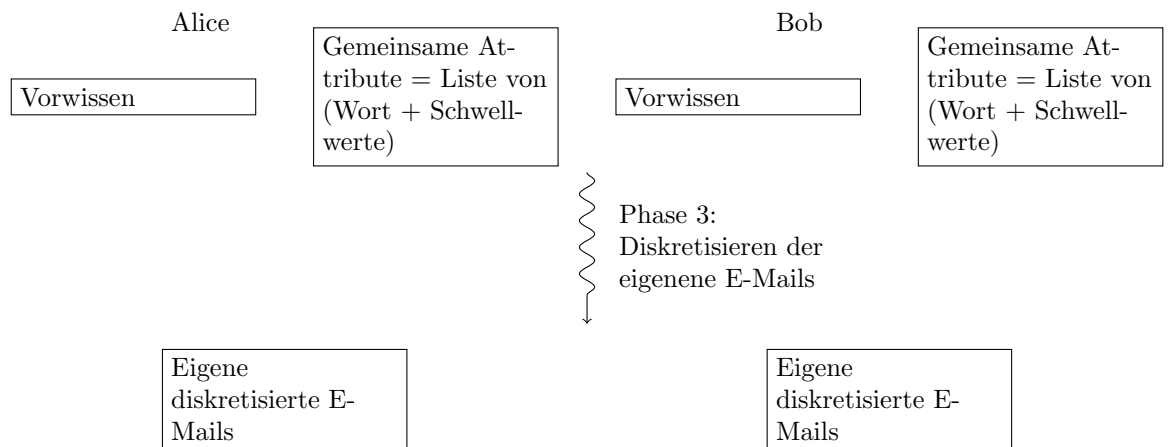 Alice
Bob
Vorwissen
Gemeinsame At-
tribute = Liste von
(Wort + Schwell-
werte)
Vorwissen
Gemeinsame At-
tribute = Liste von
(Wort + Schwell-
werte)
Phase 3:
Diskretisieren der
eigenene E-Mails
Eigene
diskretisierte E-
Mails
Eigene
diskretisierte E-
Mails